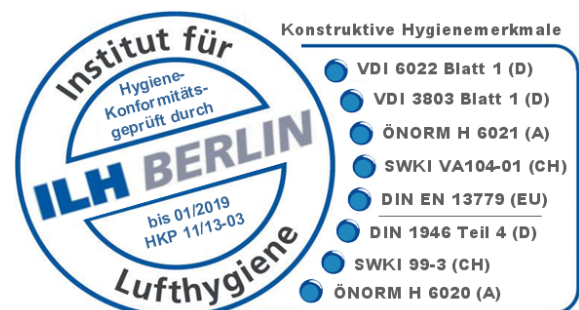 Institut für
Hygiene-
Konformitäts-
geprüft durch
ILH BERLIN
bis 01/2019
HKP 11/13-03
Lufthygiene
Konstruktive Hygienemerkmale
VDI 6022 Blatt 1 (D)
VDI 3803 Blatt 1 (D)
ÖNORM H 6021 (A)
SWKI VA104-01 (CH)
DIN EN 13779 (EU)
DIN 1946 Teil 4 (D)
SWKI 99-3 (CH)
ÖNORM H 6020 (A)